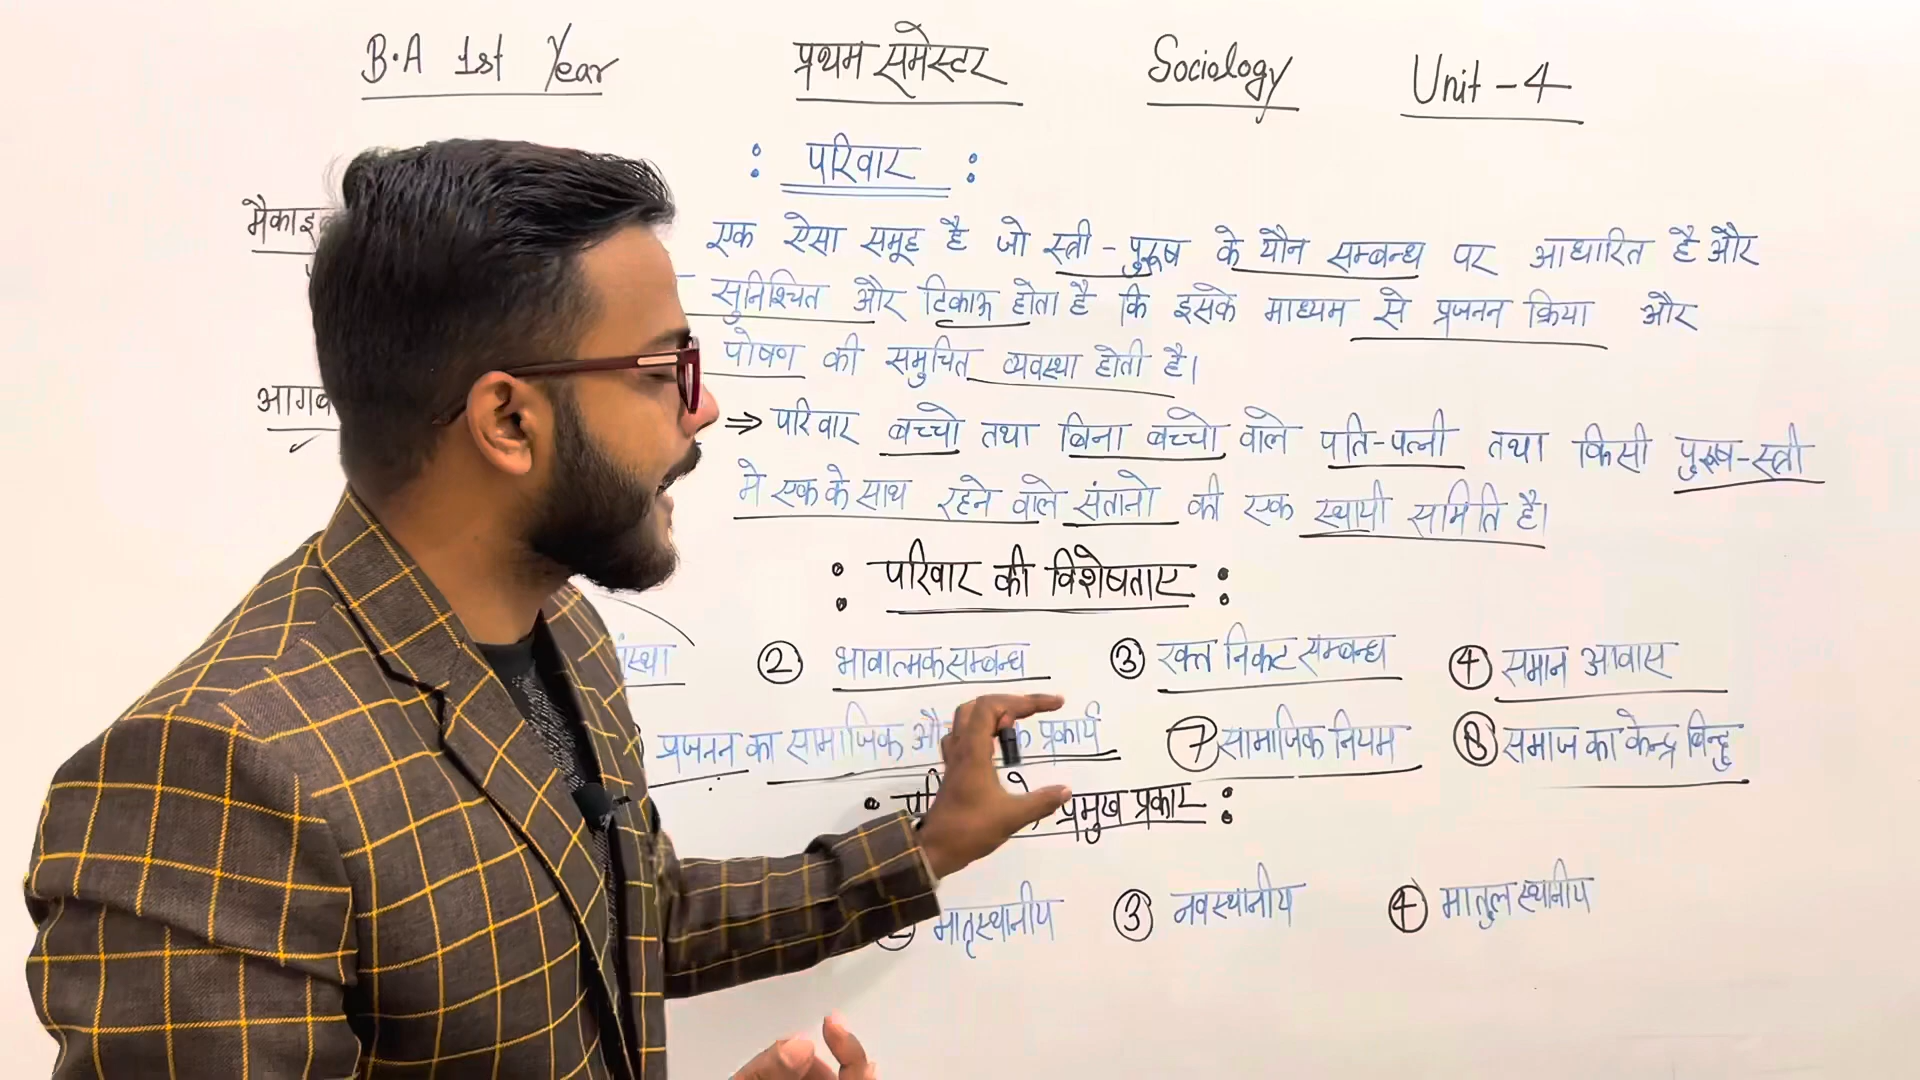 B.A 1st Year प्रथम समेस्टर Sociology Unit - 4
: परिवार :
एक ऐसा समूह है जो स्त्री - पुरूष के यौन सम्बन्ध पर आधारित है और
सुनिश्चित और टिकाऊ होता है कि इसके माध्यम से प्रजनन क्रिया और
पोषण की समुचित व्यवस्था होती है।
⇒ परिवार बच्चो तथा बिना बच्चो वाले पति-पत्नी तथा किसी पुरूष-स्त्री
मे एक के साथ रहने वाले संतानो की एक स्थायी समिति है।
: परिवार की विशेषताए :
② भावात्मक सम्बन्ध ③ रक्त निकट सम्बन्ध ④ समान आवास
प्रजनन का सामाजिक प्रकार्य ⑦ सामाजिक नियम ⑧ समाज का केन्द्र बिन्दु
प्रमुख प्रकार :
② मातृस्थानीय ③ नवस्थानीय ④ मातुल स्थानीय